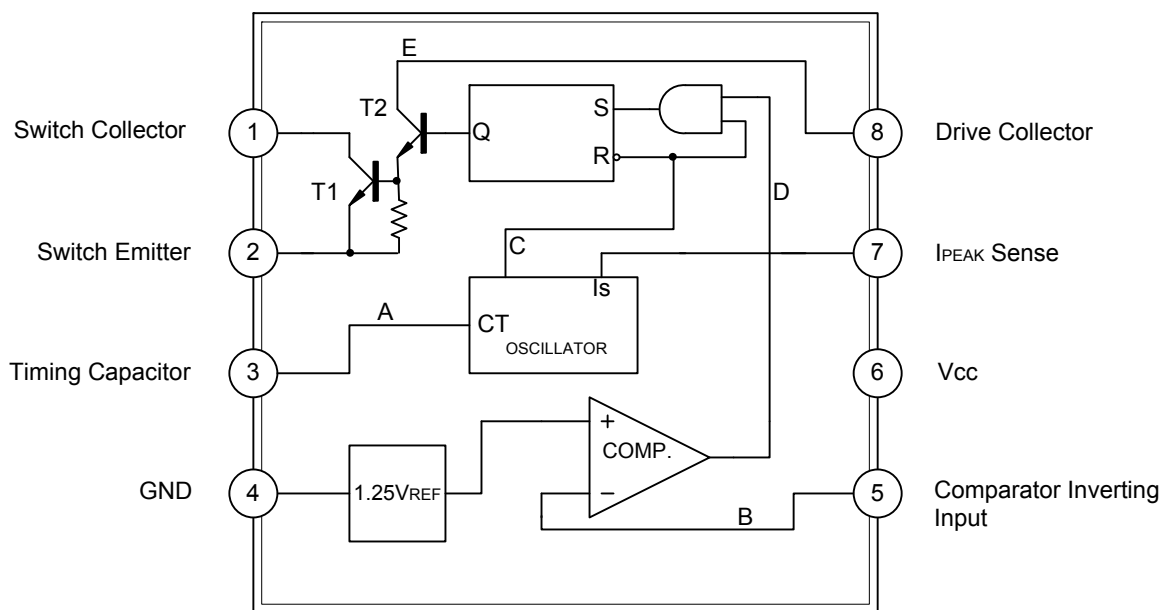 E
T2
Switch Collector
1
Q
S
R
8
Drive Collector
T1
D
Switch Emitter
2
C
7
IPEAK Sense
Is
A
CT
OSCILLATOR
Timing Capacitor
3
6
Vcc
+
COMP.
GND
4
1.25VREF
−
B
5
Comparator Inverting
Input